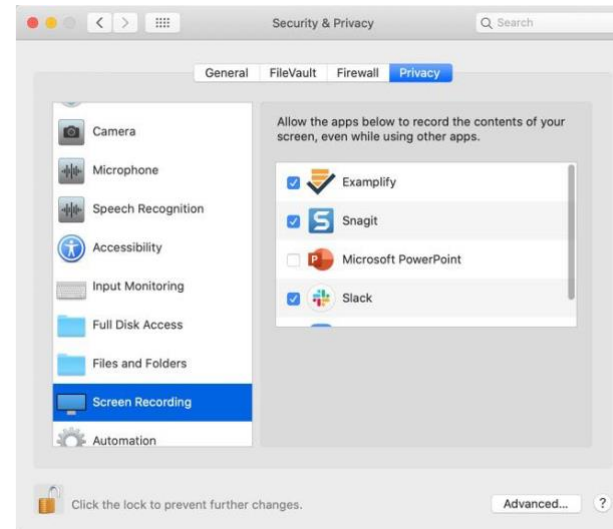 Security & Privacy
Search
General
FileVault
Firewall
Privacy
Camera
Microphone
Speech Recognition
Accessibility
Input Monitoring
Full Disk Access
Files and Folders
Screen Recording
Automation
Allow the apps below to record the contents of your
screen, even while using other apps.
Examplify
Snagit
Microsoft PowerPoint
Slack
Click the lock to prevent further changes.
Advanced...
?